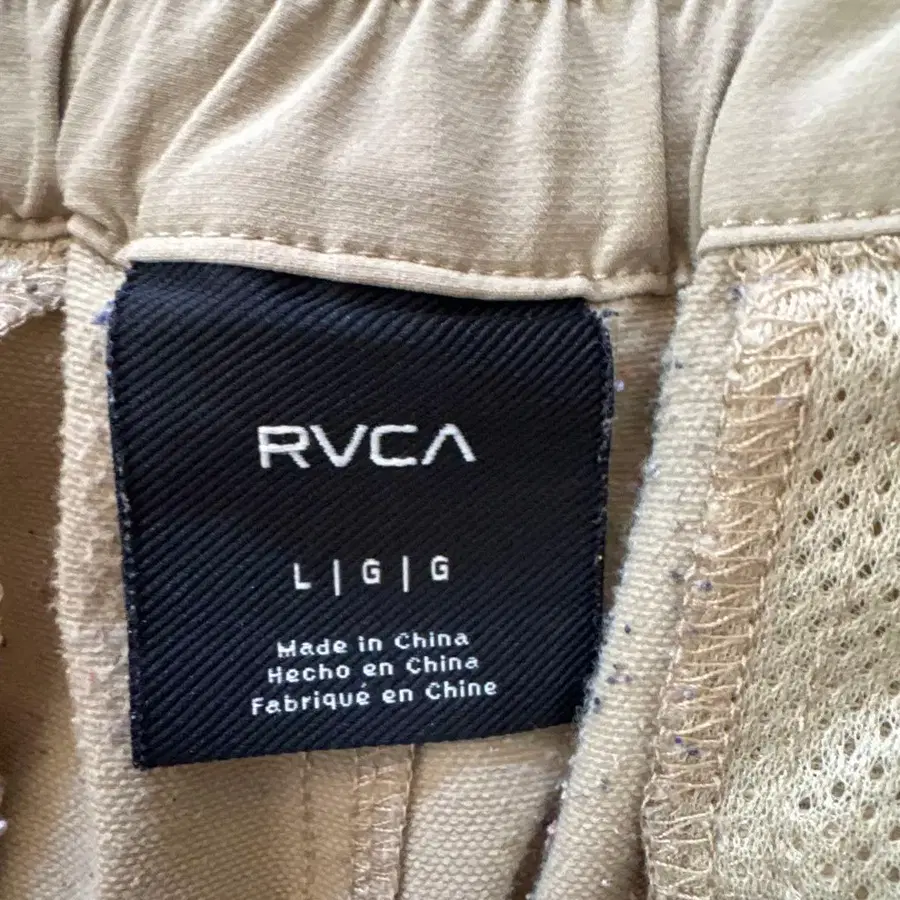 RVCA
L | G | G
Made in China
Hecho en China
Fabriqué en Chine